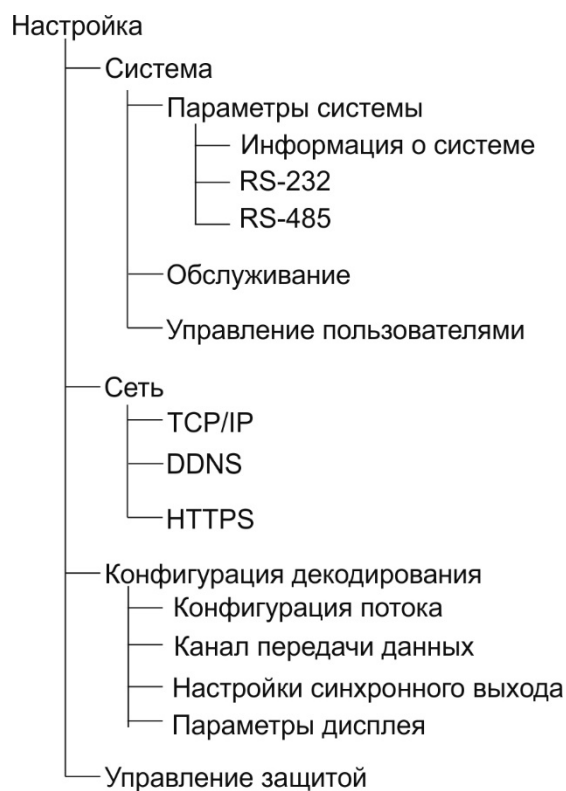 Настройка
Система
Параметры системы
Информация о системе
RS-232
RS-485
Обслуживание
Управление пользователями
Сеть
TCP/IP
DDNS
HTTPS
Конфигурация декодирования
Конфигурация потока
Канал передачи данных
Настройки синхронного выхода
Параметры дисплея
Управление защитой